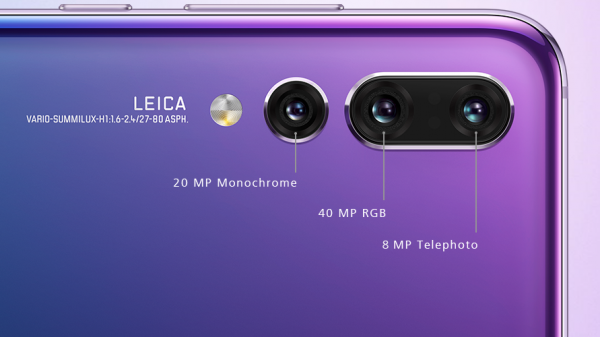 LEICA
VARIO-SUMMILUX-H1:1.6-2.4/27-80 ASPH.
20 MP Monochrome
40 MP RGB
8 MP Telephoto